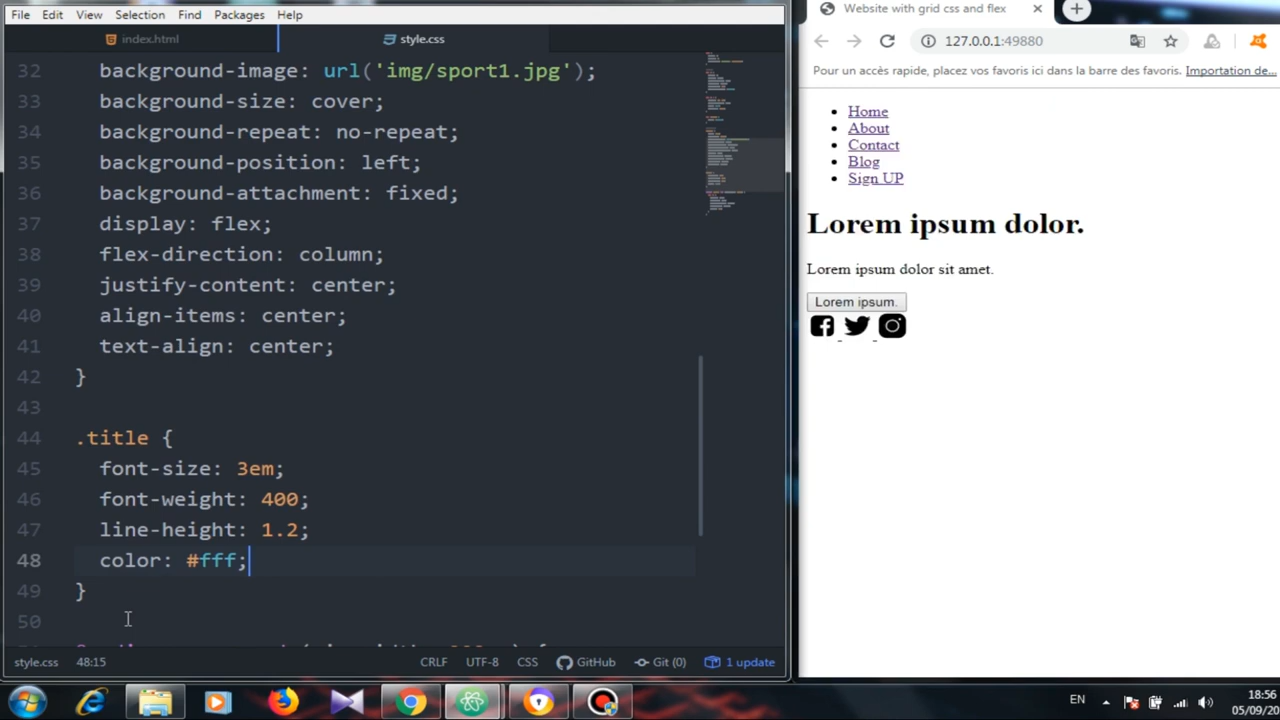 File Edit View Selection Find Packages Help
index.html
style.css
32 background-image: url('img/sport1.jpg');
33 background-size: cover;
34 background-repeat: no-repeat;
35 background-position: left;
36 background-attachment: fixed;
37 display: flex;
38 flex-direction: column;
39 justify-content: center;
40 align-items: center;
41 text-align: center;
42 }
43
44 .title {
45 font-size: 3em;
46 font-weight: 400;
47 line-height: 1.2;
48 color: #fff;
49 }
50
style.css 48:15 CRLF UTF-8 CSS GitHub Git (0) 1 update
Website with grid css and flex
127.0.0.1:49880
Pour un accès rapide, placez vos favoris ici dans la barre des favoris. Importation de...
Home
About
Contact
Blog
Sign UP
Lorem ipsum dolor.
Lorem ipsum dolor sit amet.
Lorem ipsum.
EN
18:56
05/09/20